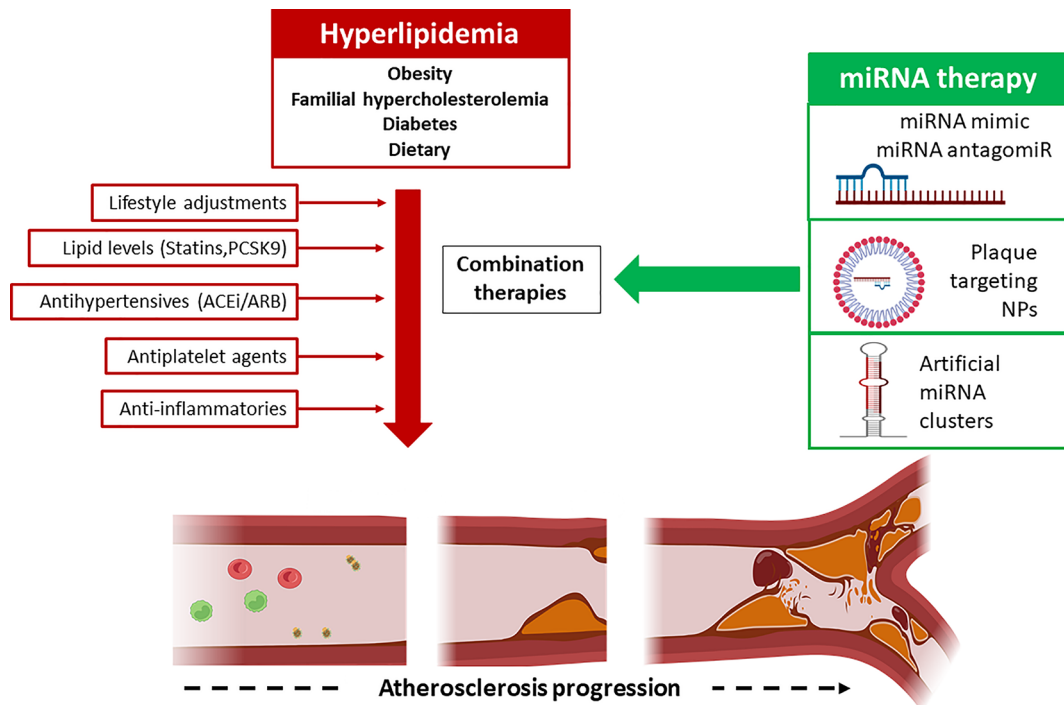 Hyperlipidemia
Obesity
Familial hypercholesterolemia
Diabetes
Dietary
Lifestyle adjustments
Lipid levels (Statins,PCSK9)
Antihypertensives (ACEi/ARB)
Antiplatelet agents
Anti-inflammatories
Combination
therapies
miRNA therapy
miRNA mimic
miRNA antagomiR
Plaque
targeting
NPs
Artificial
miRNA
clusters
Atherosclerosis progression